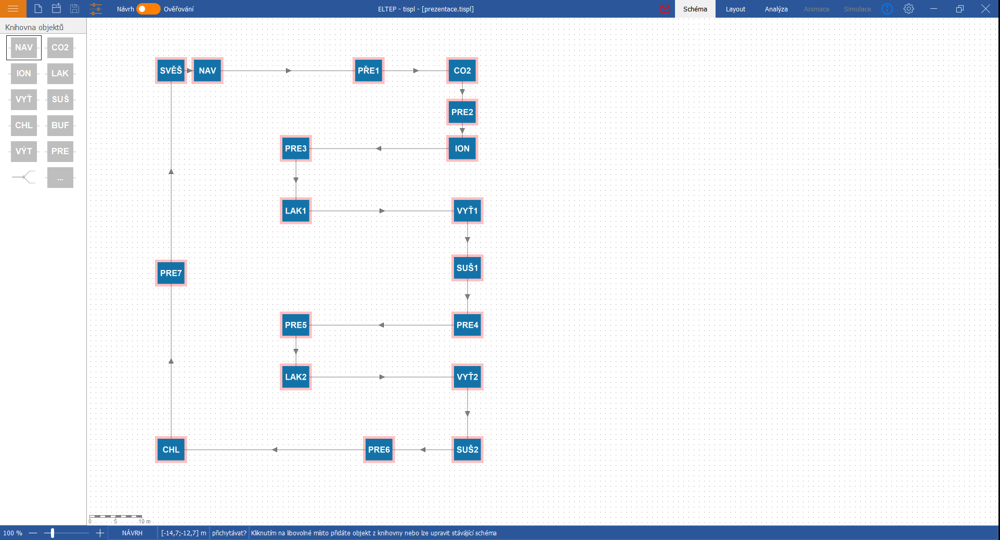 Návrh Ověřování ELTEP - tispl - [prezentace.tispl] Schéma Layout Analýza Animace Simulace
Knihovna objektů
NAV CO2
ION LAK
VYŤ SUŠ
CHL BUF
VÝT PRE
...
SVĚŠ NAV PŘE1 CO2
PRE2
PRE3 ION
LAK1 VYŤ1
PRE7 SUŠ1
PRE5 PRE4
LAK2 VYŤ2
CHL PRE6 SUŠ2
0 5 10 m
100 % NÁVRH [-14,7;-12,7] m přichytávat? Kliknutím na libovolné místo přidáte objekt z knihovny nebo lze upravit stávající schéma